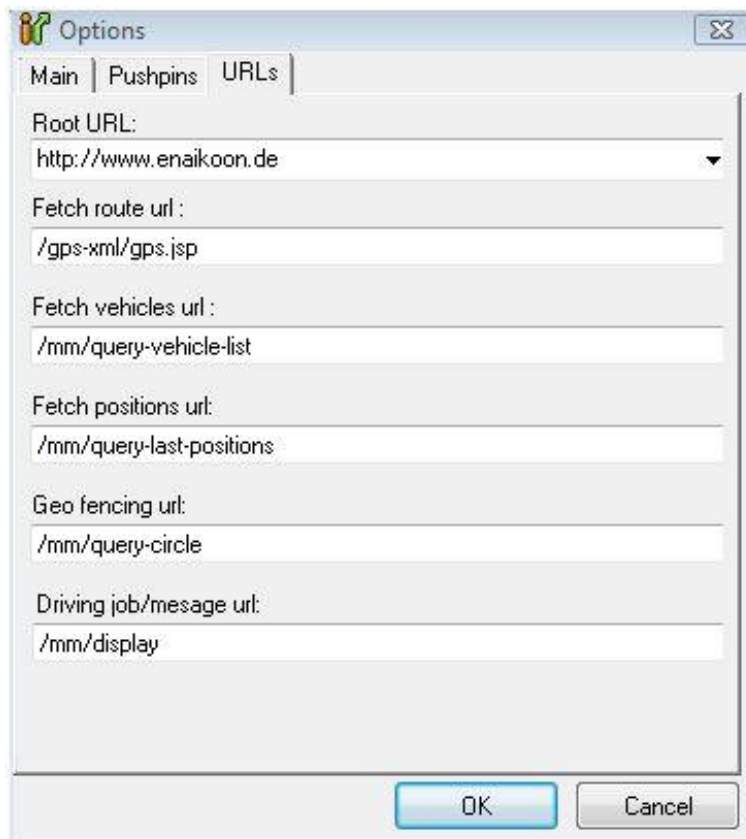 Options
Main
Pushpins
URLs
Root URL:
http://www.enaikoon.de
Fetch route url :
/gps-xml/gps.jsp
Fetch vehicles url :
/mm/query-vehicle-list
Fetch positions url:
/mm/query-last-positions
Geo fencing url:
/mm/query-circle
Driving job/mesage url:
/mm/display
OK
Cancel